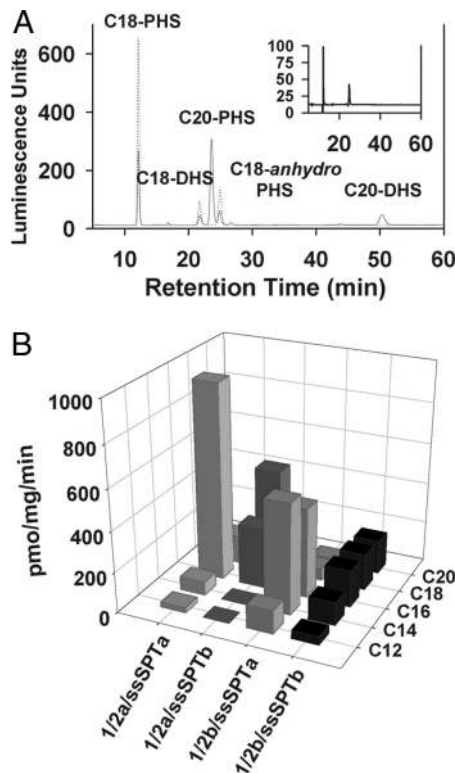 A
C18-PHS
600
400
200
0
Luminescence Units
C20-PHS
C18-DHS
C18-anhydro
PHS
C20-DHS
100
75
50
25
0
20
40
60
10
20
30
40
50
60
Retention Time (min)
B
1000
800
600
400
200
0
pmo/mg/min
C20
C18
C16
C14
C12
1/2a/ssSPTa
1/2a/ssSPTb
1/2b/ssSPTa
1/2b/ssSPTb